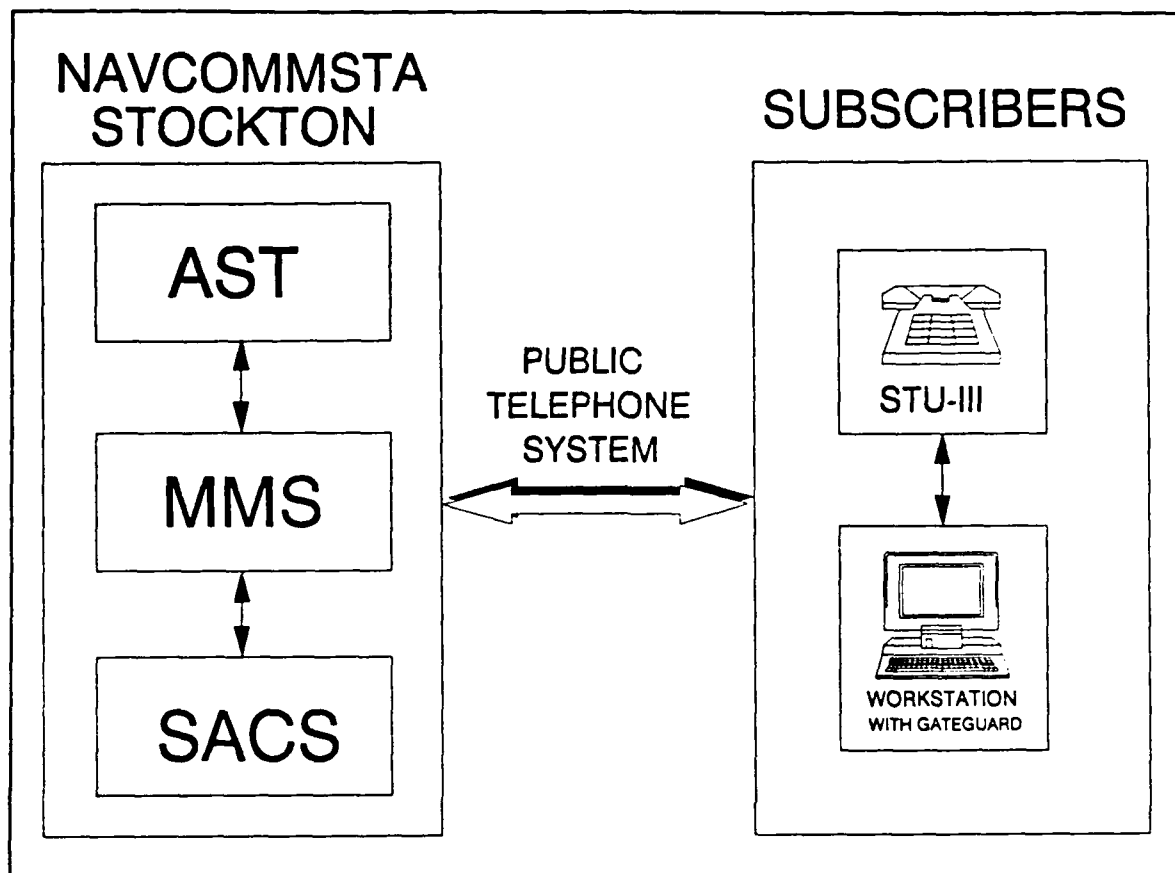 NAVCOMMSTA
STOCKTON
AST
MMS
SACS
PUBLIC
TELEPHONE
SYSTEM
SUBSCRIBERS
STU-III
WORKSTATION
WITH GATEGUARD